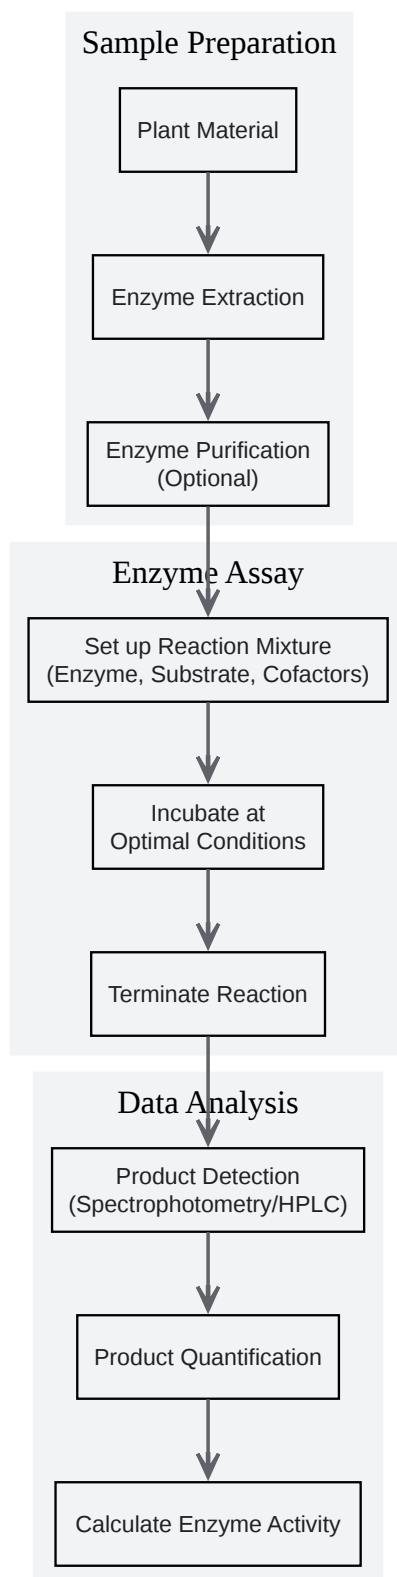 Sample Preparation
Plant Material
Enzyme Extraction
Enzyme Purification
(Optional)
Enzyme Assay
Set up Reaction Mixture
(Enzyme, Substrate, Cofactors)
Incubate at
Optimal Conditions
Terminate Reaction
Data Analysis
Product Detection
(Spectrophotometry/HPLC)
Product Quantification
Calculate Enzyme Activity